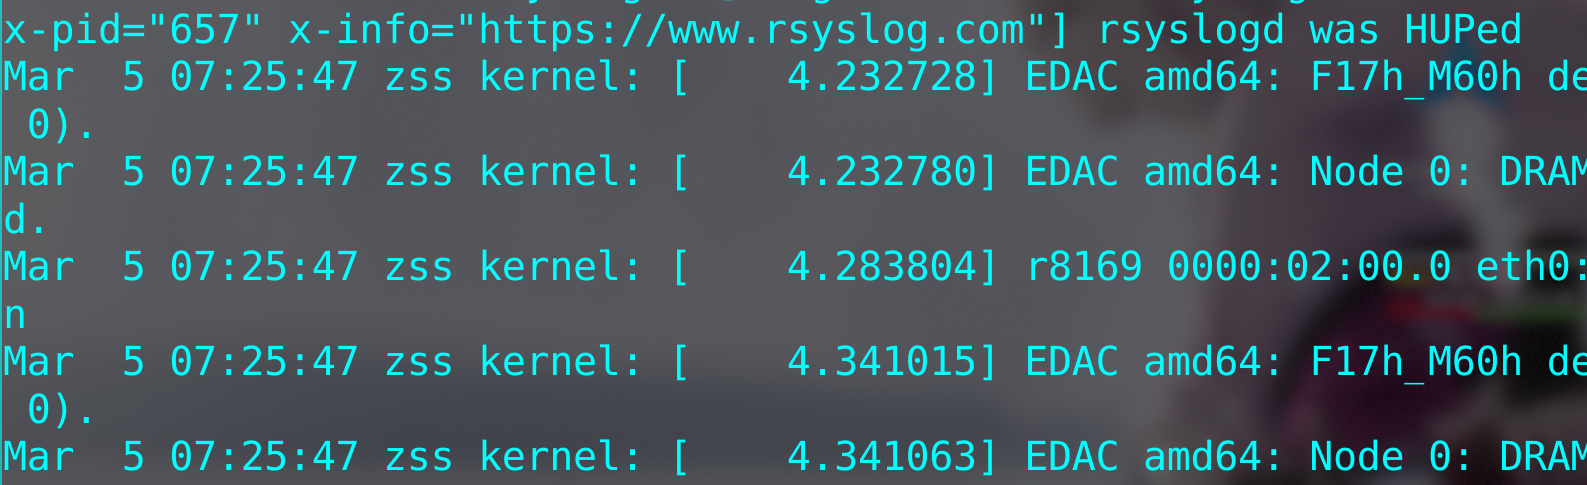 x-pid="657" x-info="https://www.rsyslog.com"] rsyslogd was HUPed
Mar  5 07:25:47 zss kernel: [    4.232728] EDAC amd64: F17h_M60h de
 0).
Mar  5 07:25:47 zss kernel: [    4.232780] EDAC amd64: Node 0: DRAM
d.
Mar  5 07:25:47 zss kernel: [    4.283804] r8169 0000:02:00.0 eth0:
n
Mar  5 07:25:47 zss kernel: [    4.341015] EDAC amd64: F17h_M60h de
 0).
Mar  5 07:25:47 zss kernel: [    4.341063] EDAC amd64: Node 0: DRAM